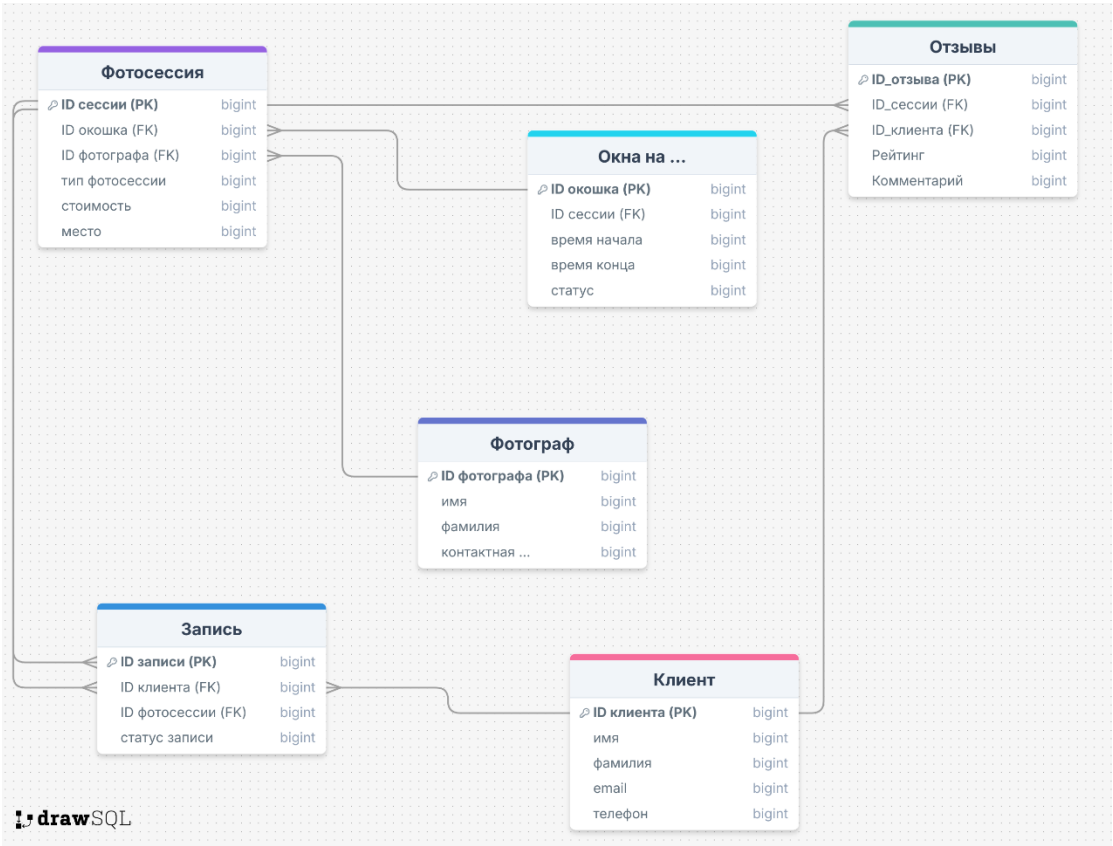 Фотосессия
ID сессии (PK) bigint
ID окошка (FK) bigint
ID фотографа (FK) bigint
тип фотосессии bigint
стоимость bigint
место bigint
Окна на ...
ID окошка (PK) bigint
ID сессии (FK) bigint
время начала bigint
время конца bigint
статус bigint
Отзывы
ID_отзыва (PK) bigint
ID_сессии (FK) bigint
ID_клиента (FK) bigint
Рейтинг bigint
Комментарий bigint
Фотограф
ID фотографа (PK) bigint
имя bigint
фамилия bigint
контактная ... bigint
Запись
ID записи (PK) bigint
ID клиента (FK) bigint
ID фотосессии (FK) bigint
статус записи bigint
Клиент
ID клиента (PK) bigint
имя bigint
фамилия bigint
email bigint
телефон bigint
drawSQL